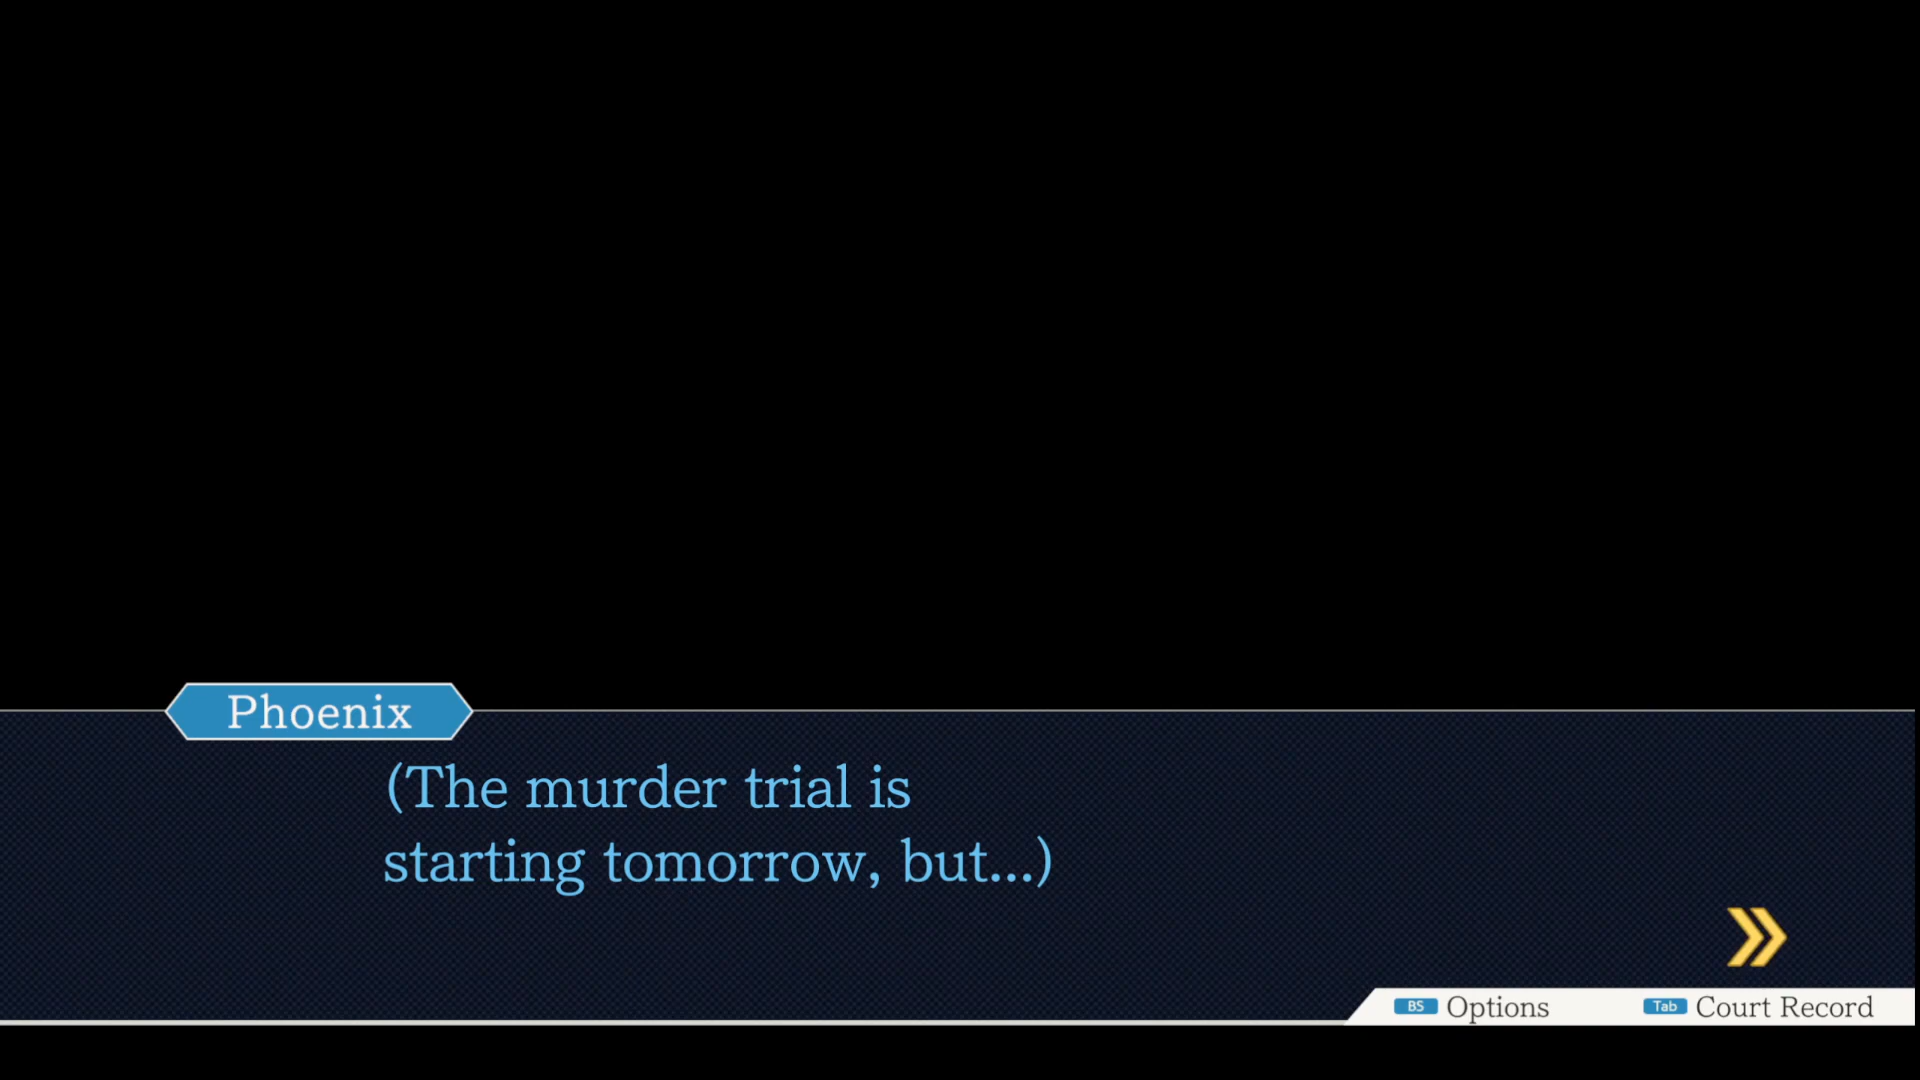 Phoenix
(The murder trial is
starting tomorrow, but...)
BS Options Tab Court Record